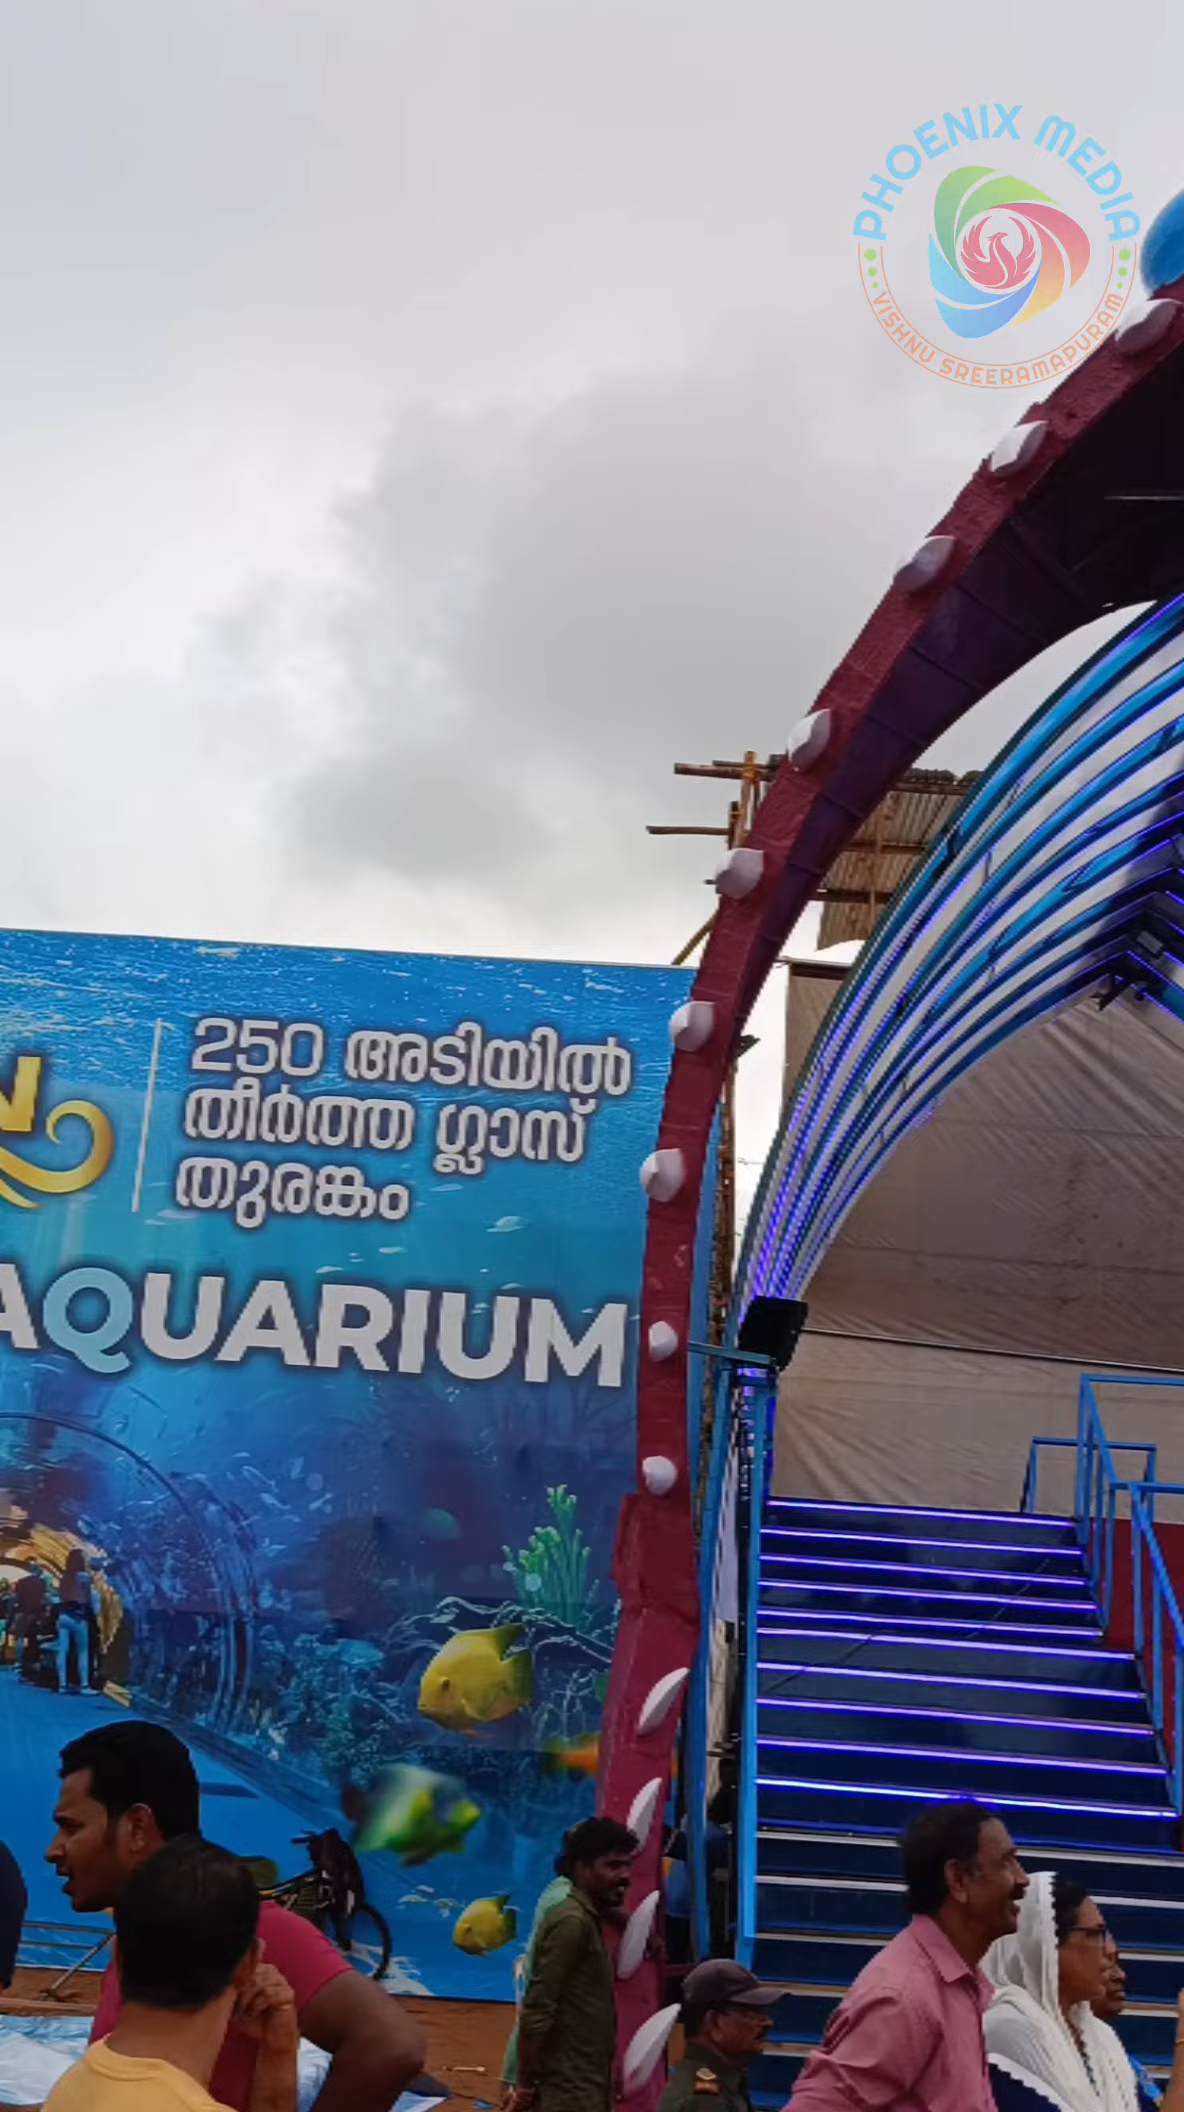 PHOENIX MEDIA
VISHNU SREERAMAPURAM
250 അടിയിൽ
തീർത്ത ഗ്ലാസ്
തുരങ്കം
AQUARIUM